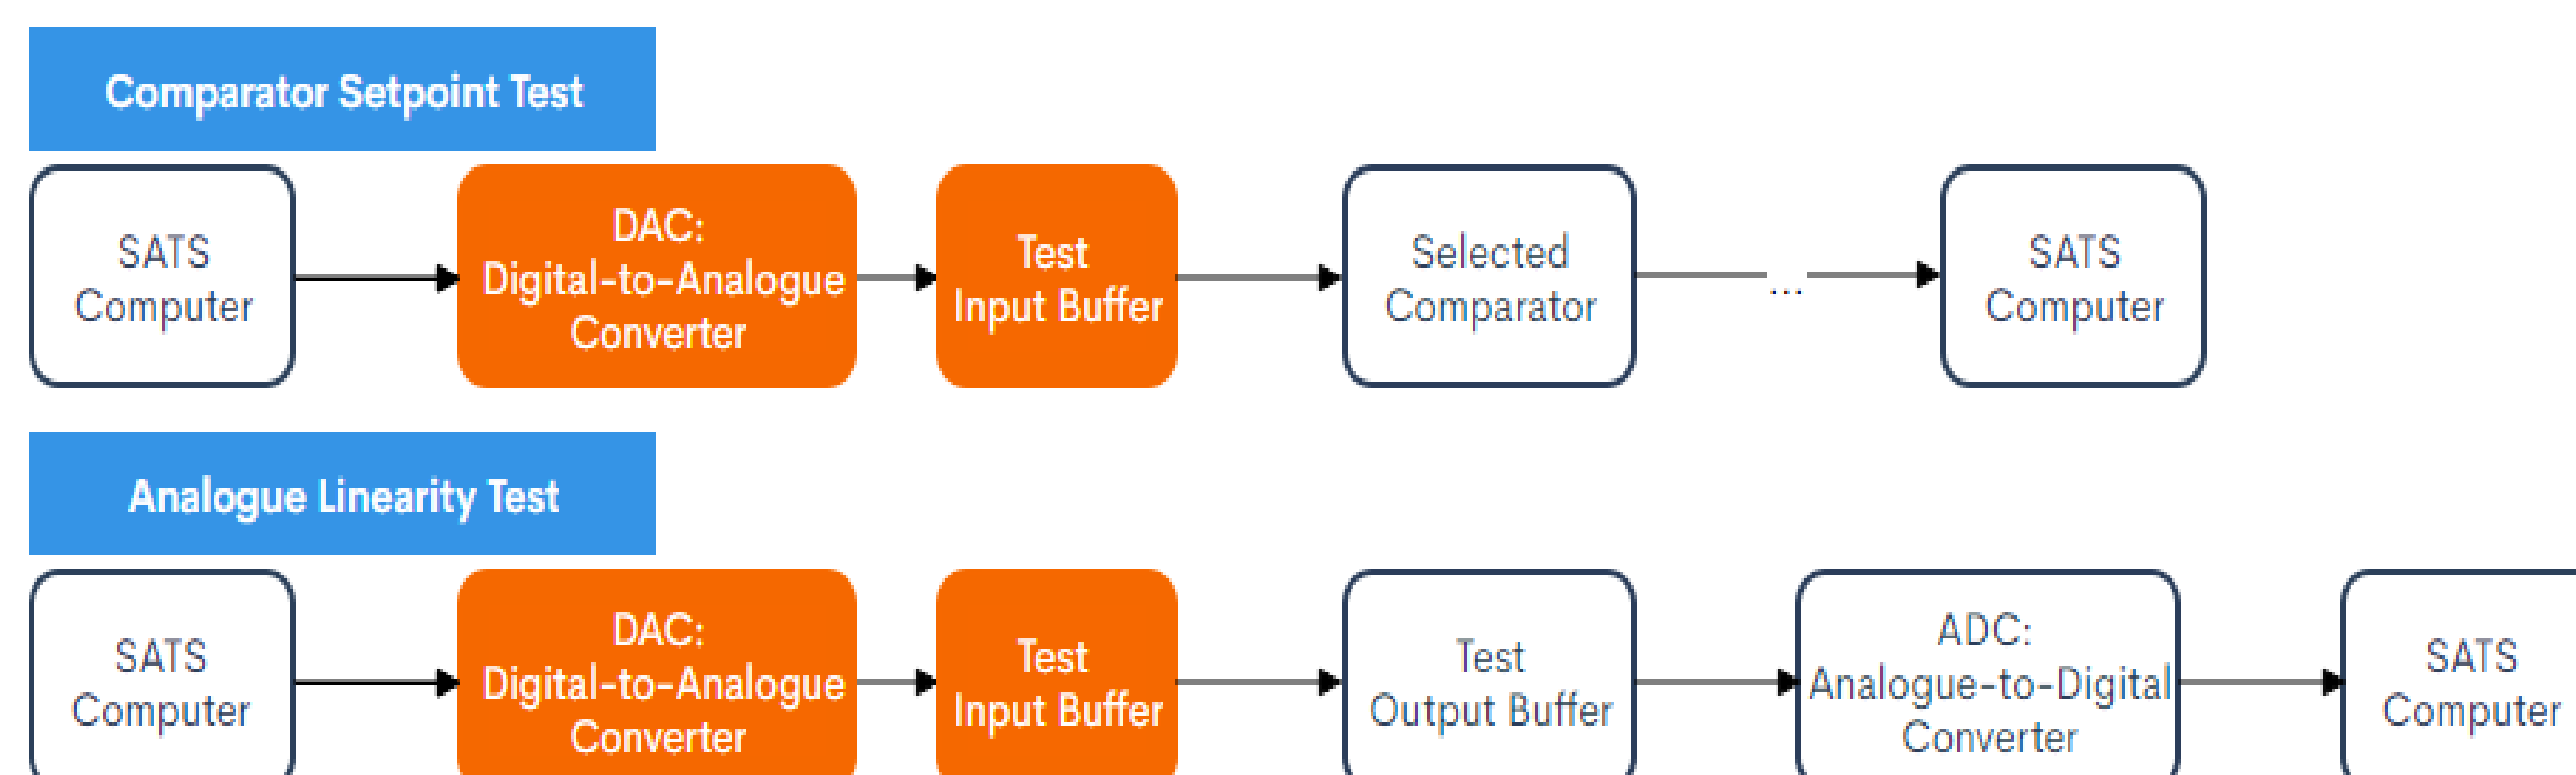 Comparator Setpoint Test
SATS
Computer
DAC:
Digital-to-Analogue
Converter
Test
Input Buffer
Selected
Comparator
...
SATS
Computer
Analogue Linearity Test
SATS
Computer
DAC:
Digital-to-Analogue
Converter
Test
Input Buffer
Test
Output Buffer
ADC:
Analogue-to-Digital
Converter
SATS
Computer